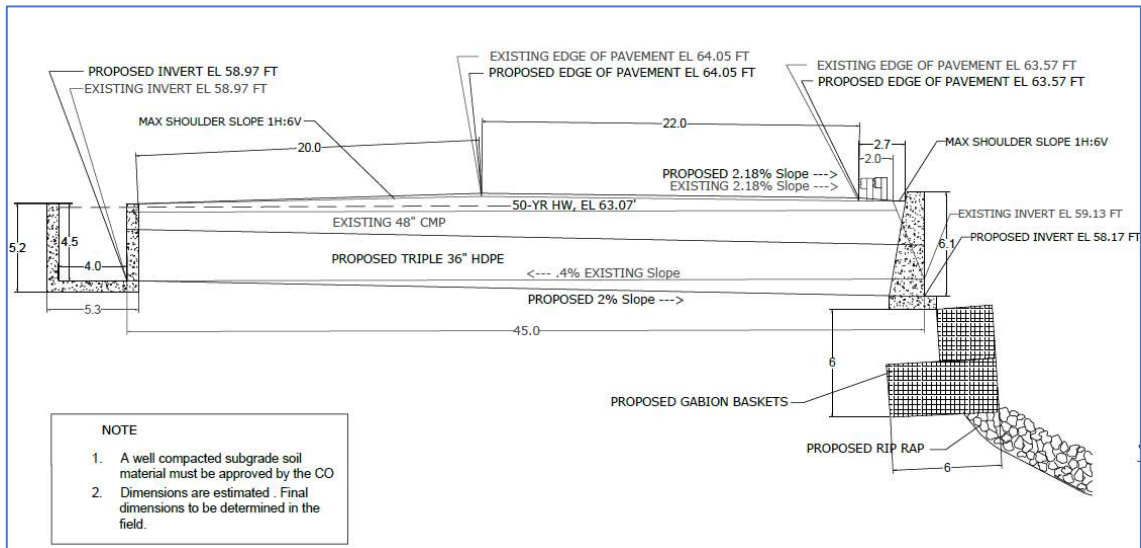 EXISTING EDGE OF PAVEMENT EL 64.05 FT
PROPOSED EDGE OF PAVEMENT EL 64.05 FT
EXISTING EDGE OF PAVEMENT EL 63.57 FT
PROPOSED EDGE OF PAVEMENT EL 63.57 FT
PROPOSED INVERT EL 58.97 FT
EXISTING INVERT EL 58.97 FT
MAX SHOULDER SLOPE 1H:6V
20.0
22.0
2.7
2.0
MAX SHOULDER SLOPE 1H:6V
PROPOSED 2.18% Slope --->
EXISTING 2.18% Slope --->
50-YR HW, EL 63.07'
EXISTING 48" CMP
EXISTING INVERT EL 59.13 FT
PROPOSED INVERT EL 58.17 FT
5.2
4.5
4.0
5.3
6.1
PROPOSED TRIPLE 36" HDPE
<--- .4% EXISTING Slope
PROPOSED 2% Slope --->
45.0
6
PROPOSED GABION BASKETS
PROPOSED RIP RAP
6
NOTE
1. A well compacted subgrade soil
material must be approved by the CO
2. Dimensions are estimated . Final
dimensions to be determined in the
field.